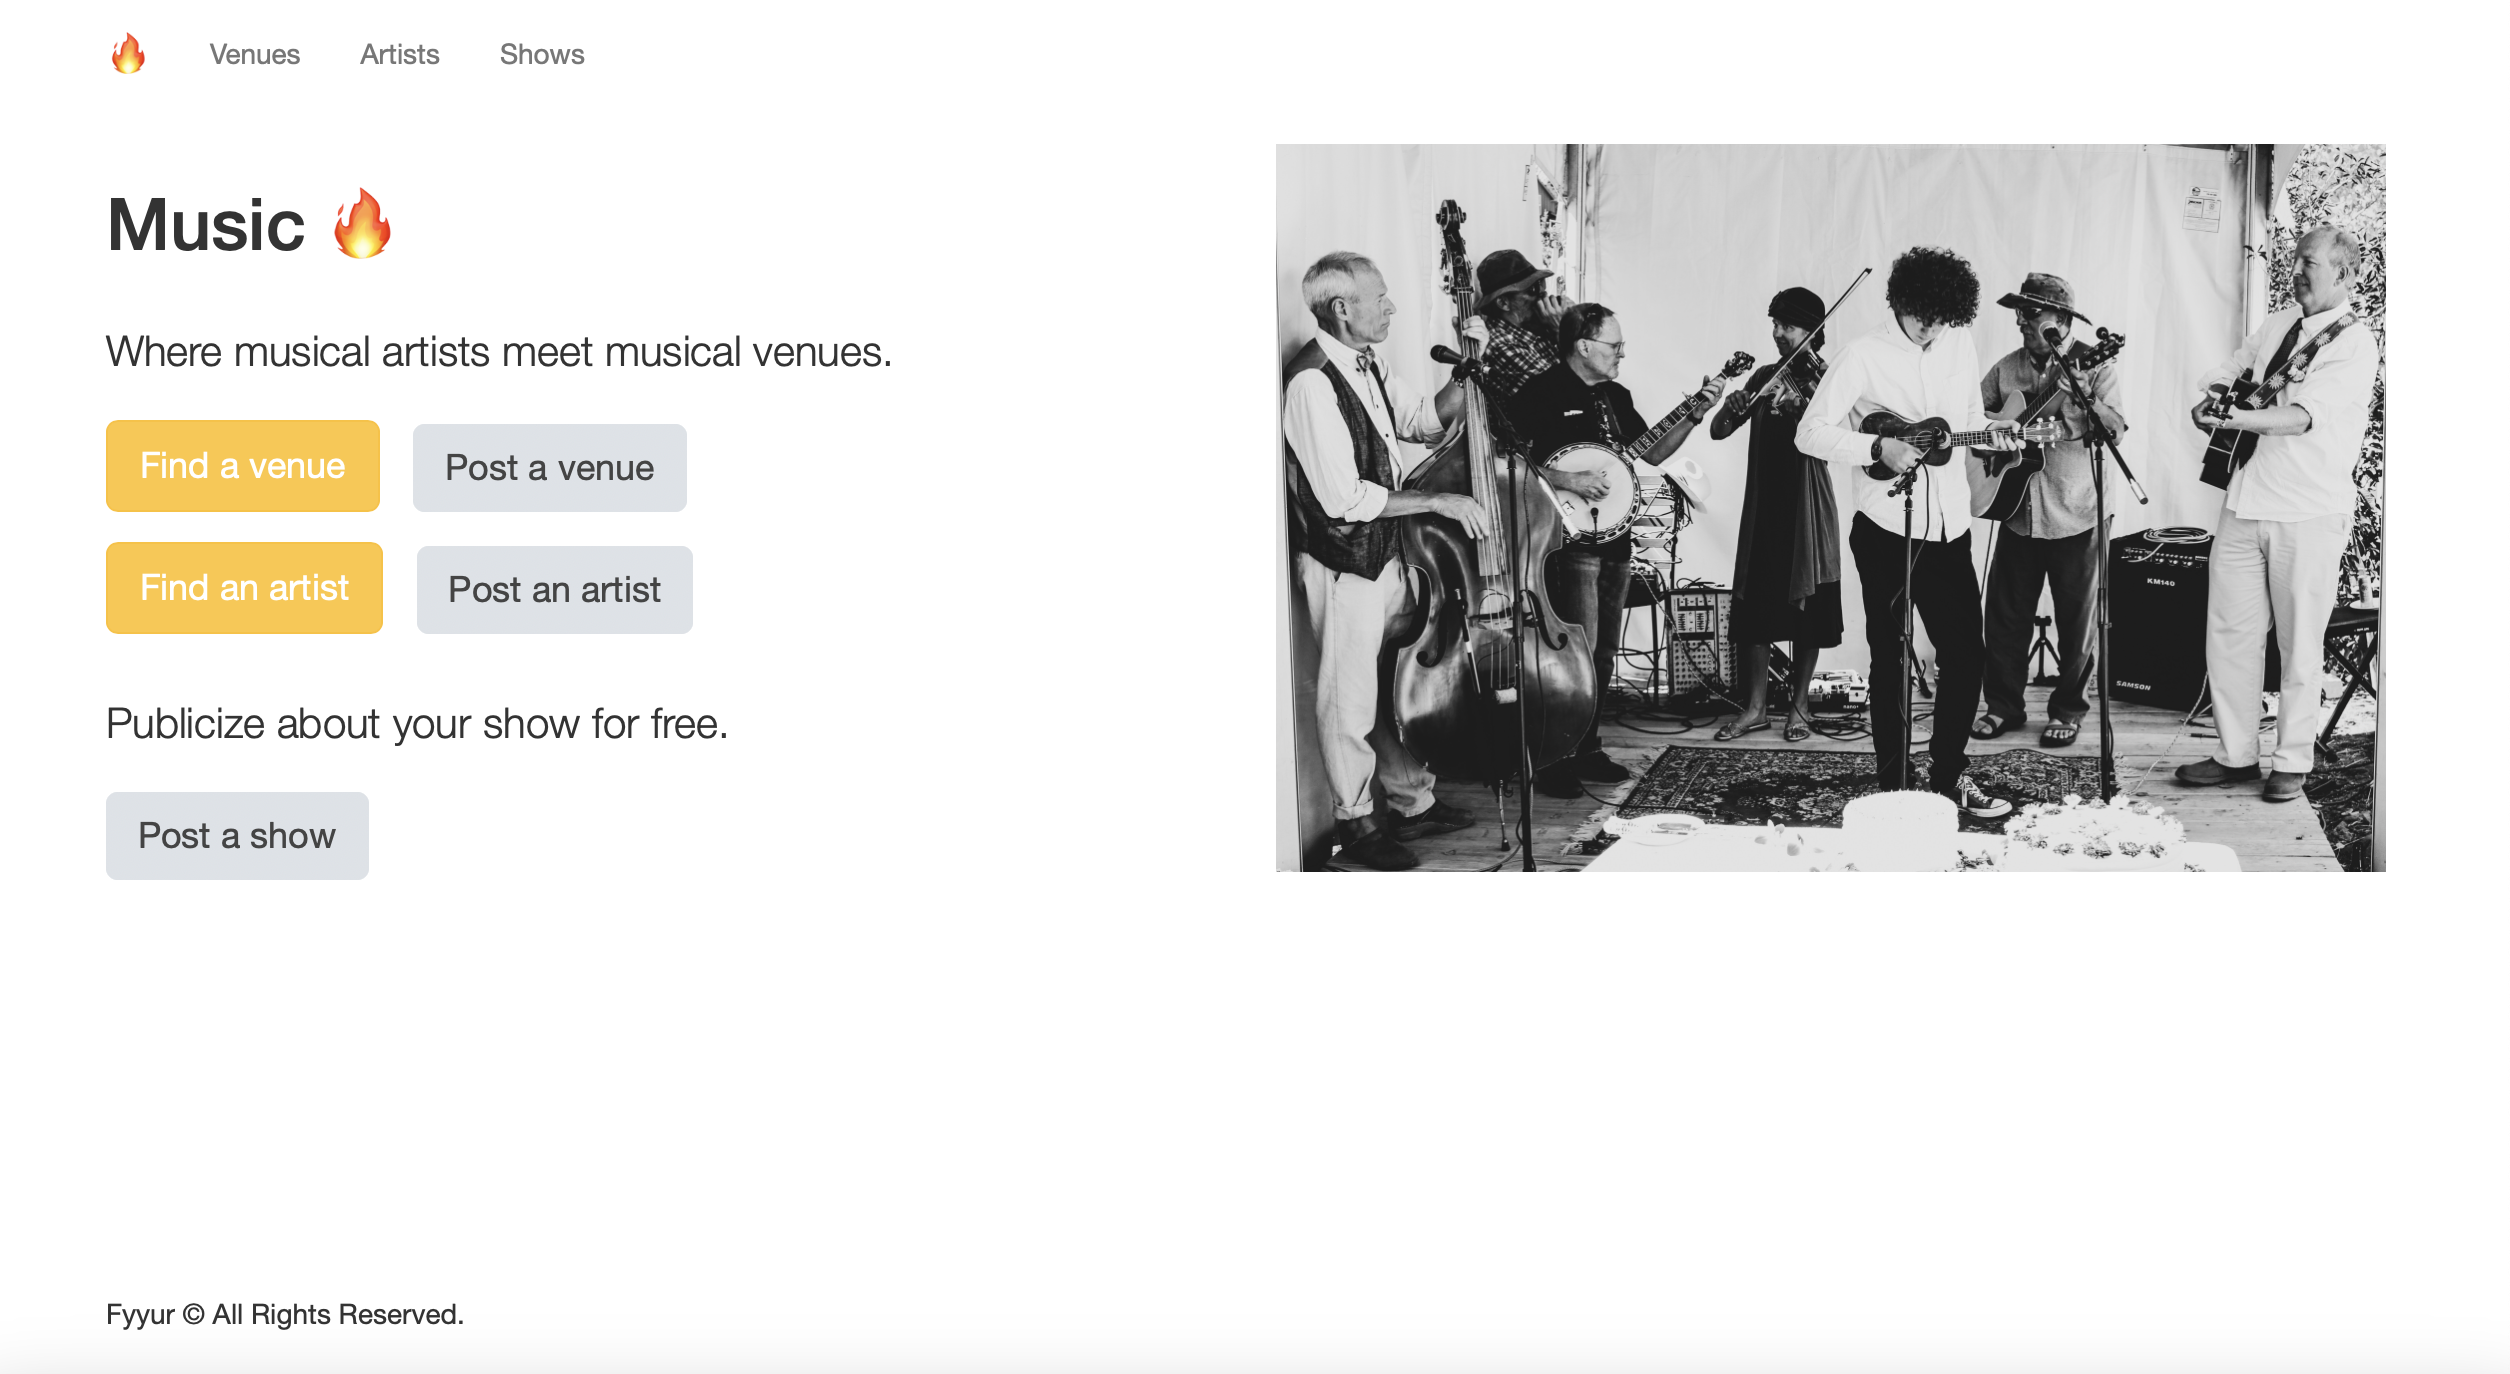 Venues Artists Shows
Music 🔥
Where musical artists meet musical venues.
Find a venue Post a venue
Find an artist Post an artist
Publicize about your show for free.
Post a show
KM140
SAMSON
Fyyur © All Rights Reserved.